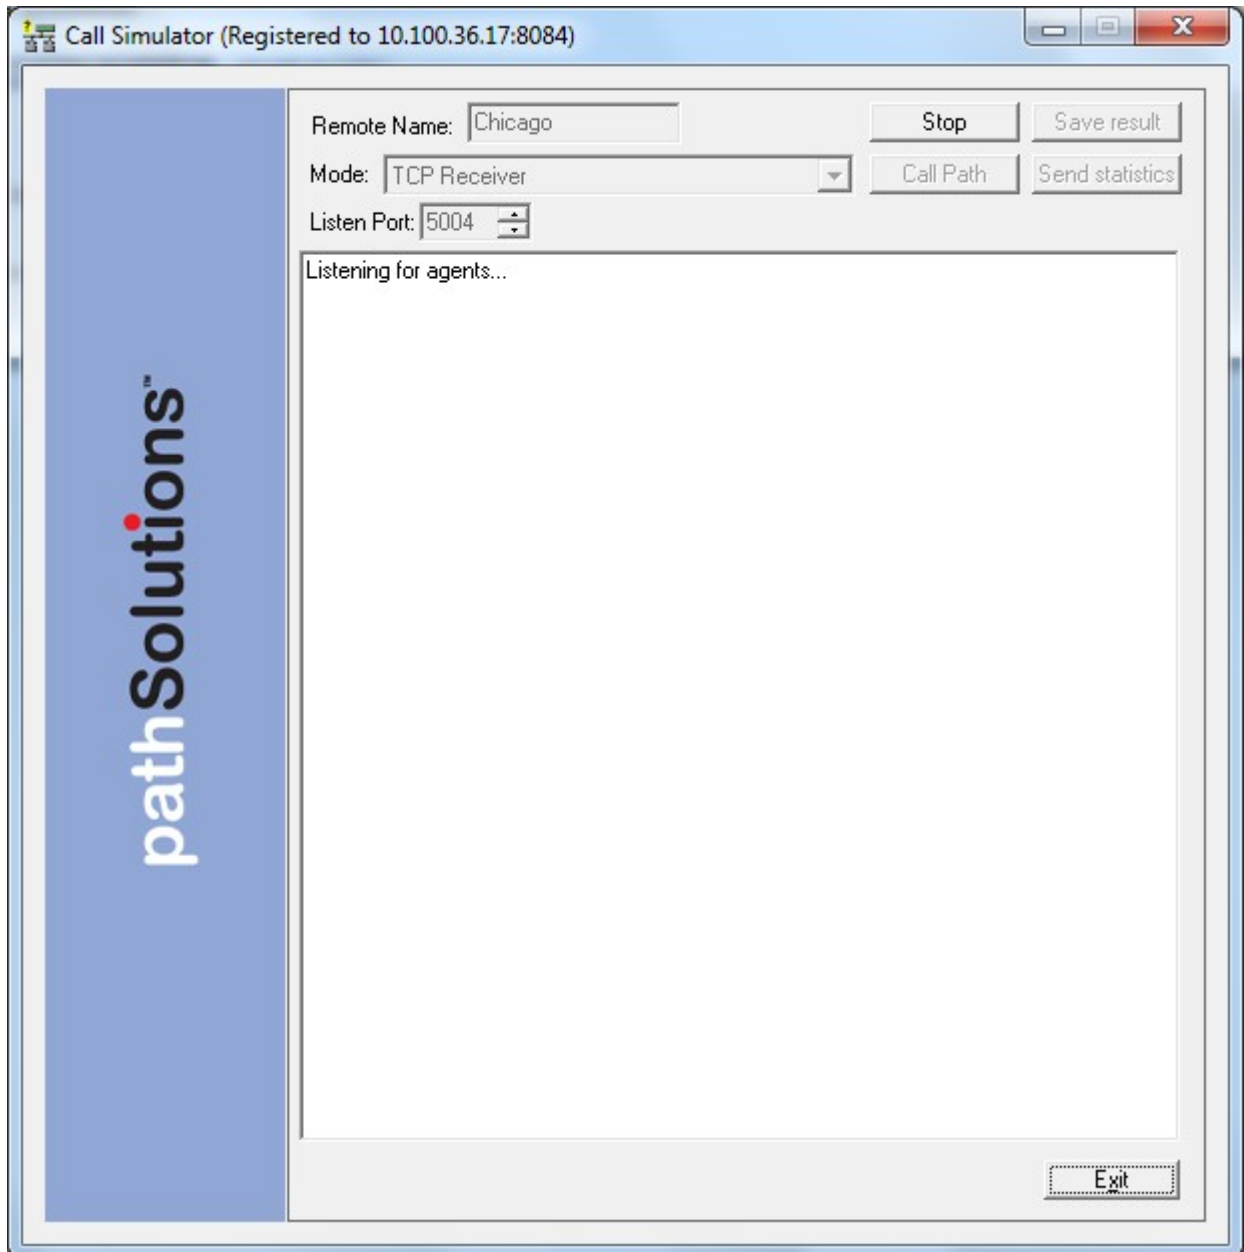 Call Simulator (Registered to 10.100.36.17:8084)
Remote Name: Chicago Stop Save result
Mode: TCP Receiver Call Path Send statistics
Listen Port: 5004
Listening for agents...
pathSolutions™
Exit